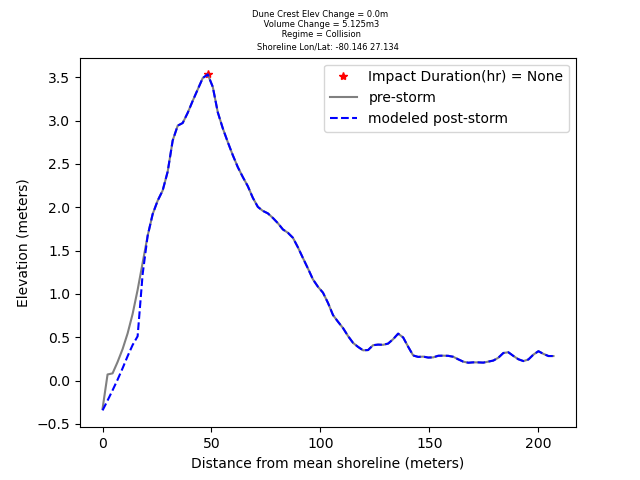 Dune Crest Elev Change = 0.0m
Volume Change = 5.125m3
Regime = Collision
Shoreline Lon/Lat: -80.146 27.134
Impact Duration(hr) = None
pre-storm
modeled post-storm
3.5
3.0
2.5
2.0
1.5
1.0
0.5
0.0
−0.5
Elevation (meters)
0 50 100 150 200
Distance from mean shoreline (meters)